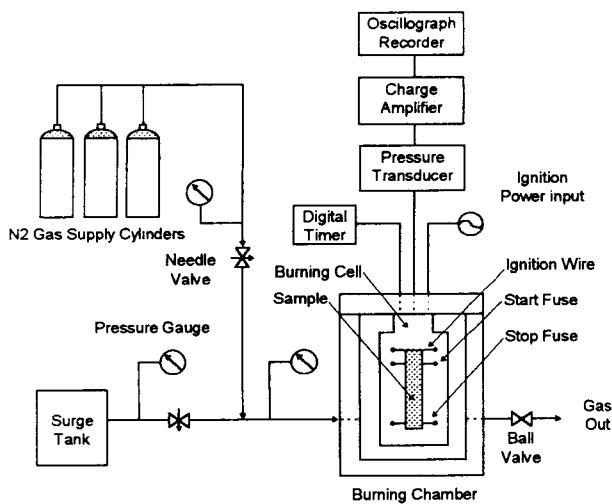 Oscillograph
Recorder
Charge
Amplifier
Pressure
Transducer
Ignition
Power input
Digital
Timer
N2 Gas Supply Cylinders
Needle
Valve
Burning Cell
Sample
Ignition Wire
Start Fuse
Stop Fuse
Pressure Gauge
Surge
Tank
Gas
Out
Ball
Valve
Burning Chamber